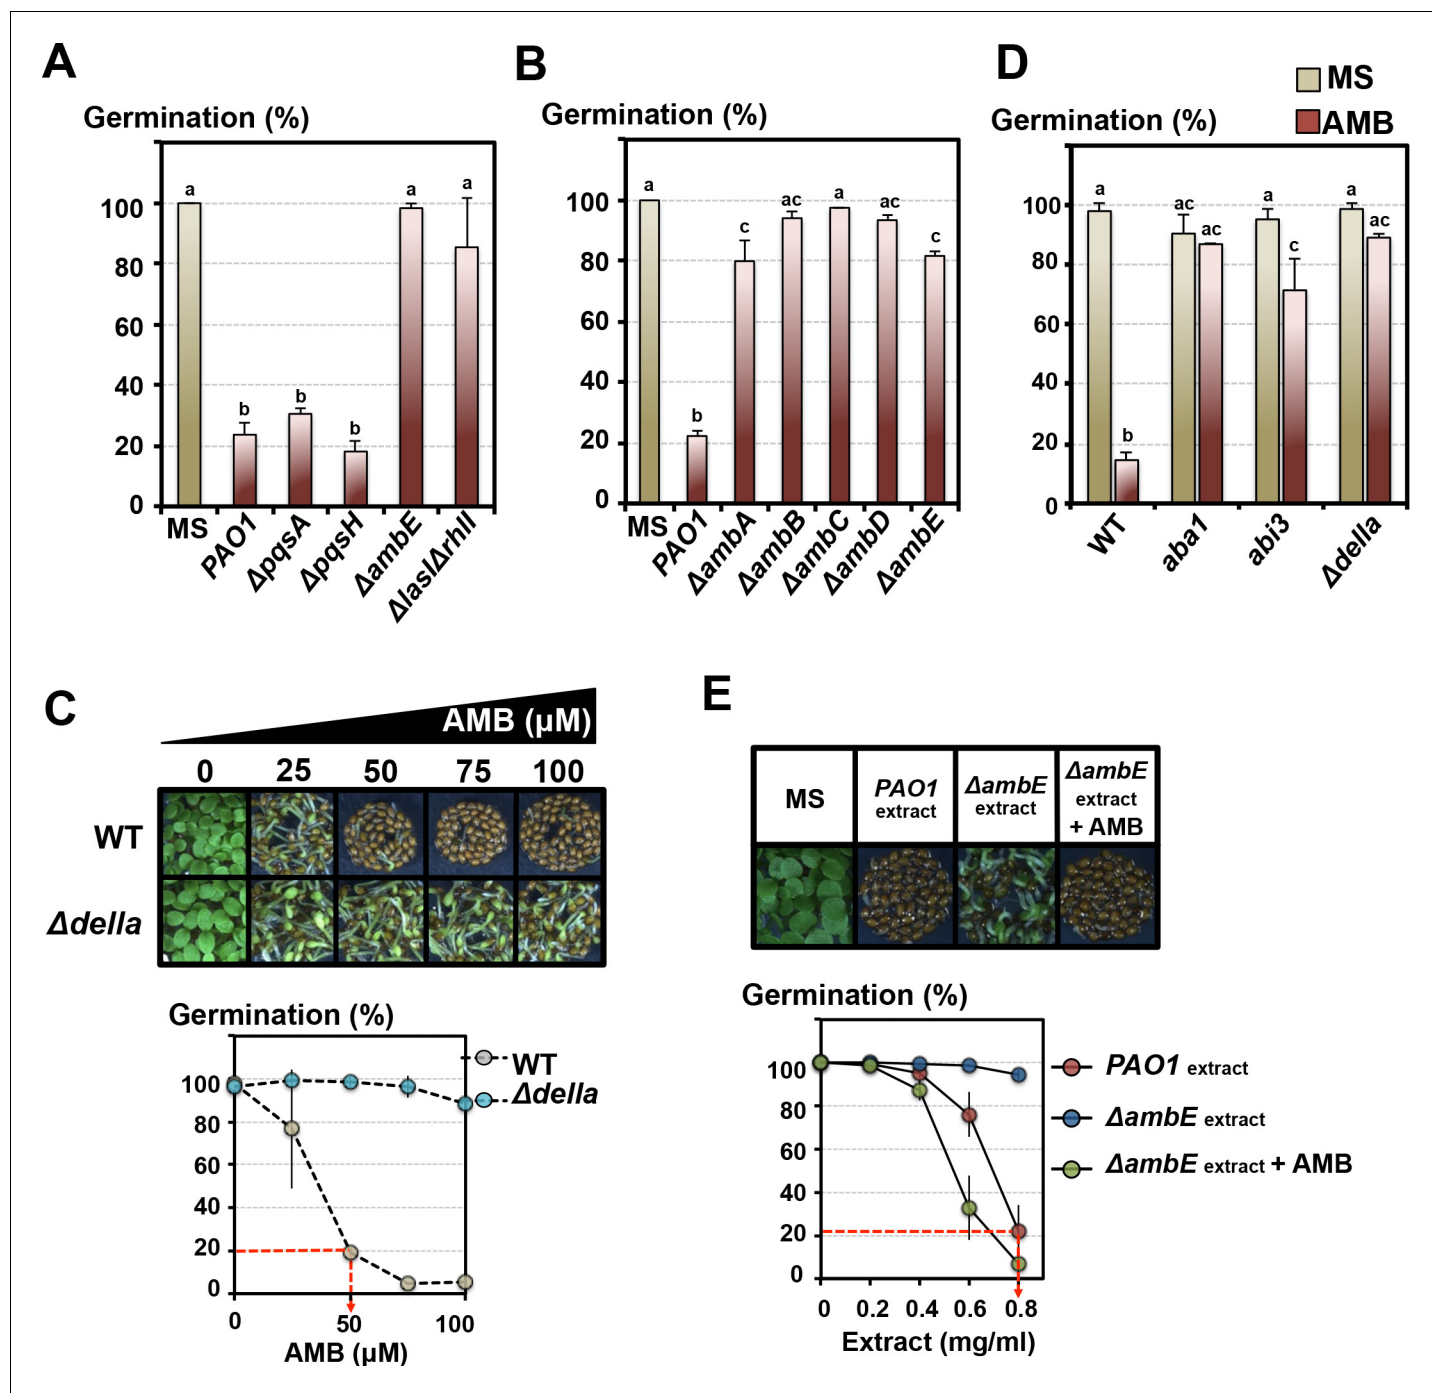 A
Germination (%)
100
80
60
40
20
0
a
b
b
b
a
a
MS
PAO1
ΔpqsA
ΔpqsH
ΔambE
ΔlasIΔrhlI
B
Germination (%)
100
80
60
40
20
0
a
b
c
ac
a
ac
c
MS
PAO1
ΔambA
ΔambB
ΔambC
ΔambD
ΔambE
D
MS
AMB
Germination (%)
100
80
60
40
20
0
a
b
ac
ac
a
c
a
ac
WT
aba1
abi3
Δdella
C
AMB (μM)
0 25 50 75 100
WT
Δdella
Germination (%)
100
80
60
40
20
0
WT
Δdella
0 50 100
AMB (μM)
E
MS
PAO1
extract
ΔambE
extract
ΔambE
extract
+ AMB
Germination (%)
100
80
60
40
20
0
PAO1 extract
ΔambE extract
ΔambE extract + AMB
0 0.2 0.4 0.6 0.8
Extract (mg/ml)